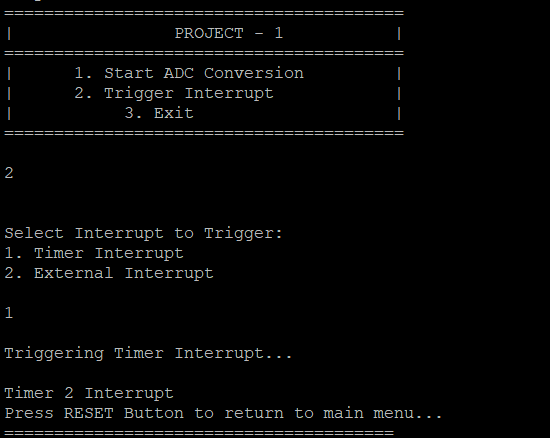 ========================================
|                PROJECT - 1           |
========================================
|      1. Start ADC Conversion         |
|      2. Trigger Interrupt            |
|           3. Exit                    |
========================================
2
Select Interrupt to Trigger:
1. Timer Interrupt
2. External Interrupt
1
Triggering Timer Interrupt...
Timer 2 Interrupt
Press RESET Button to return to main menu...
=======================================